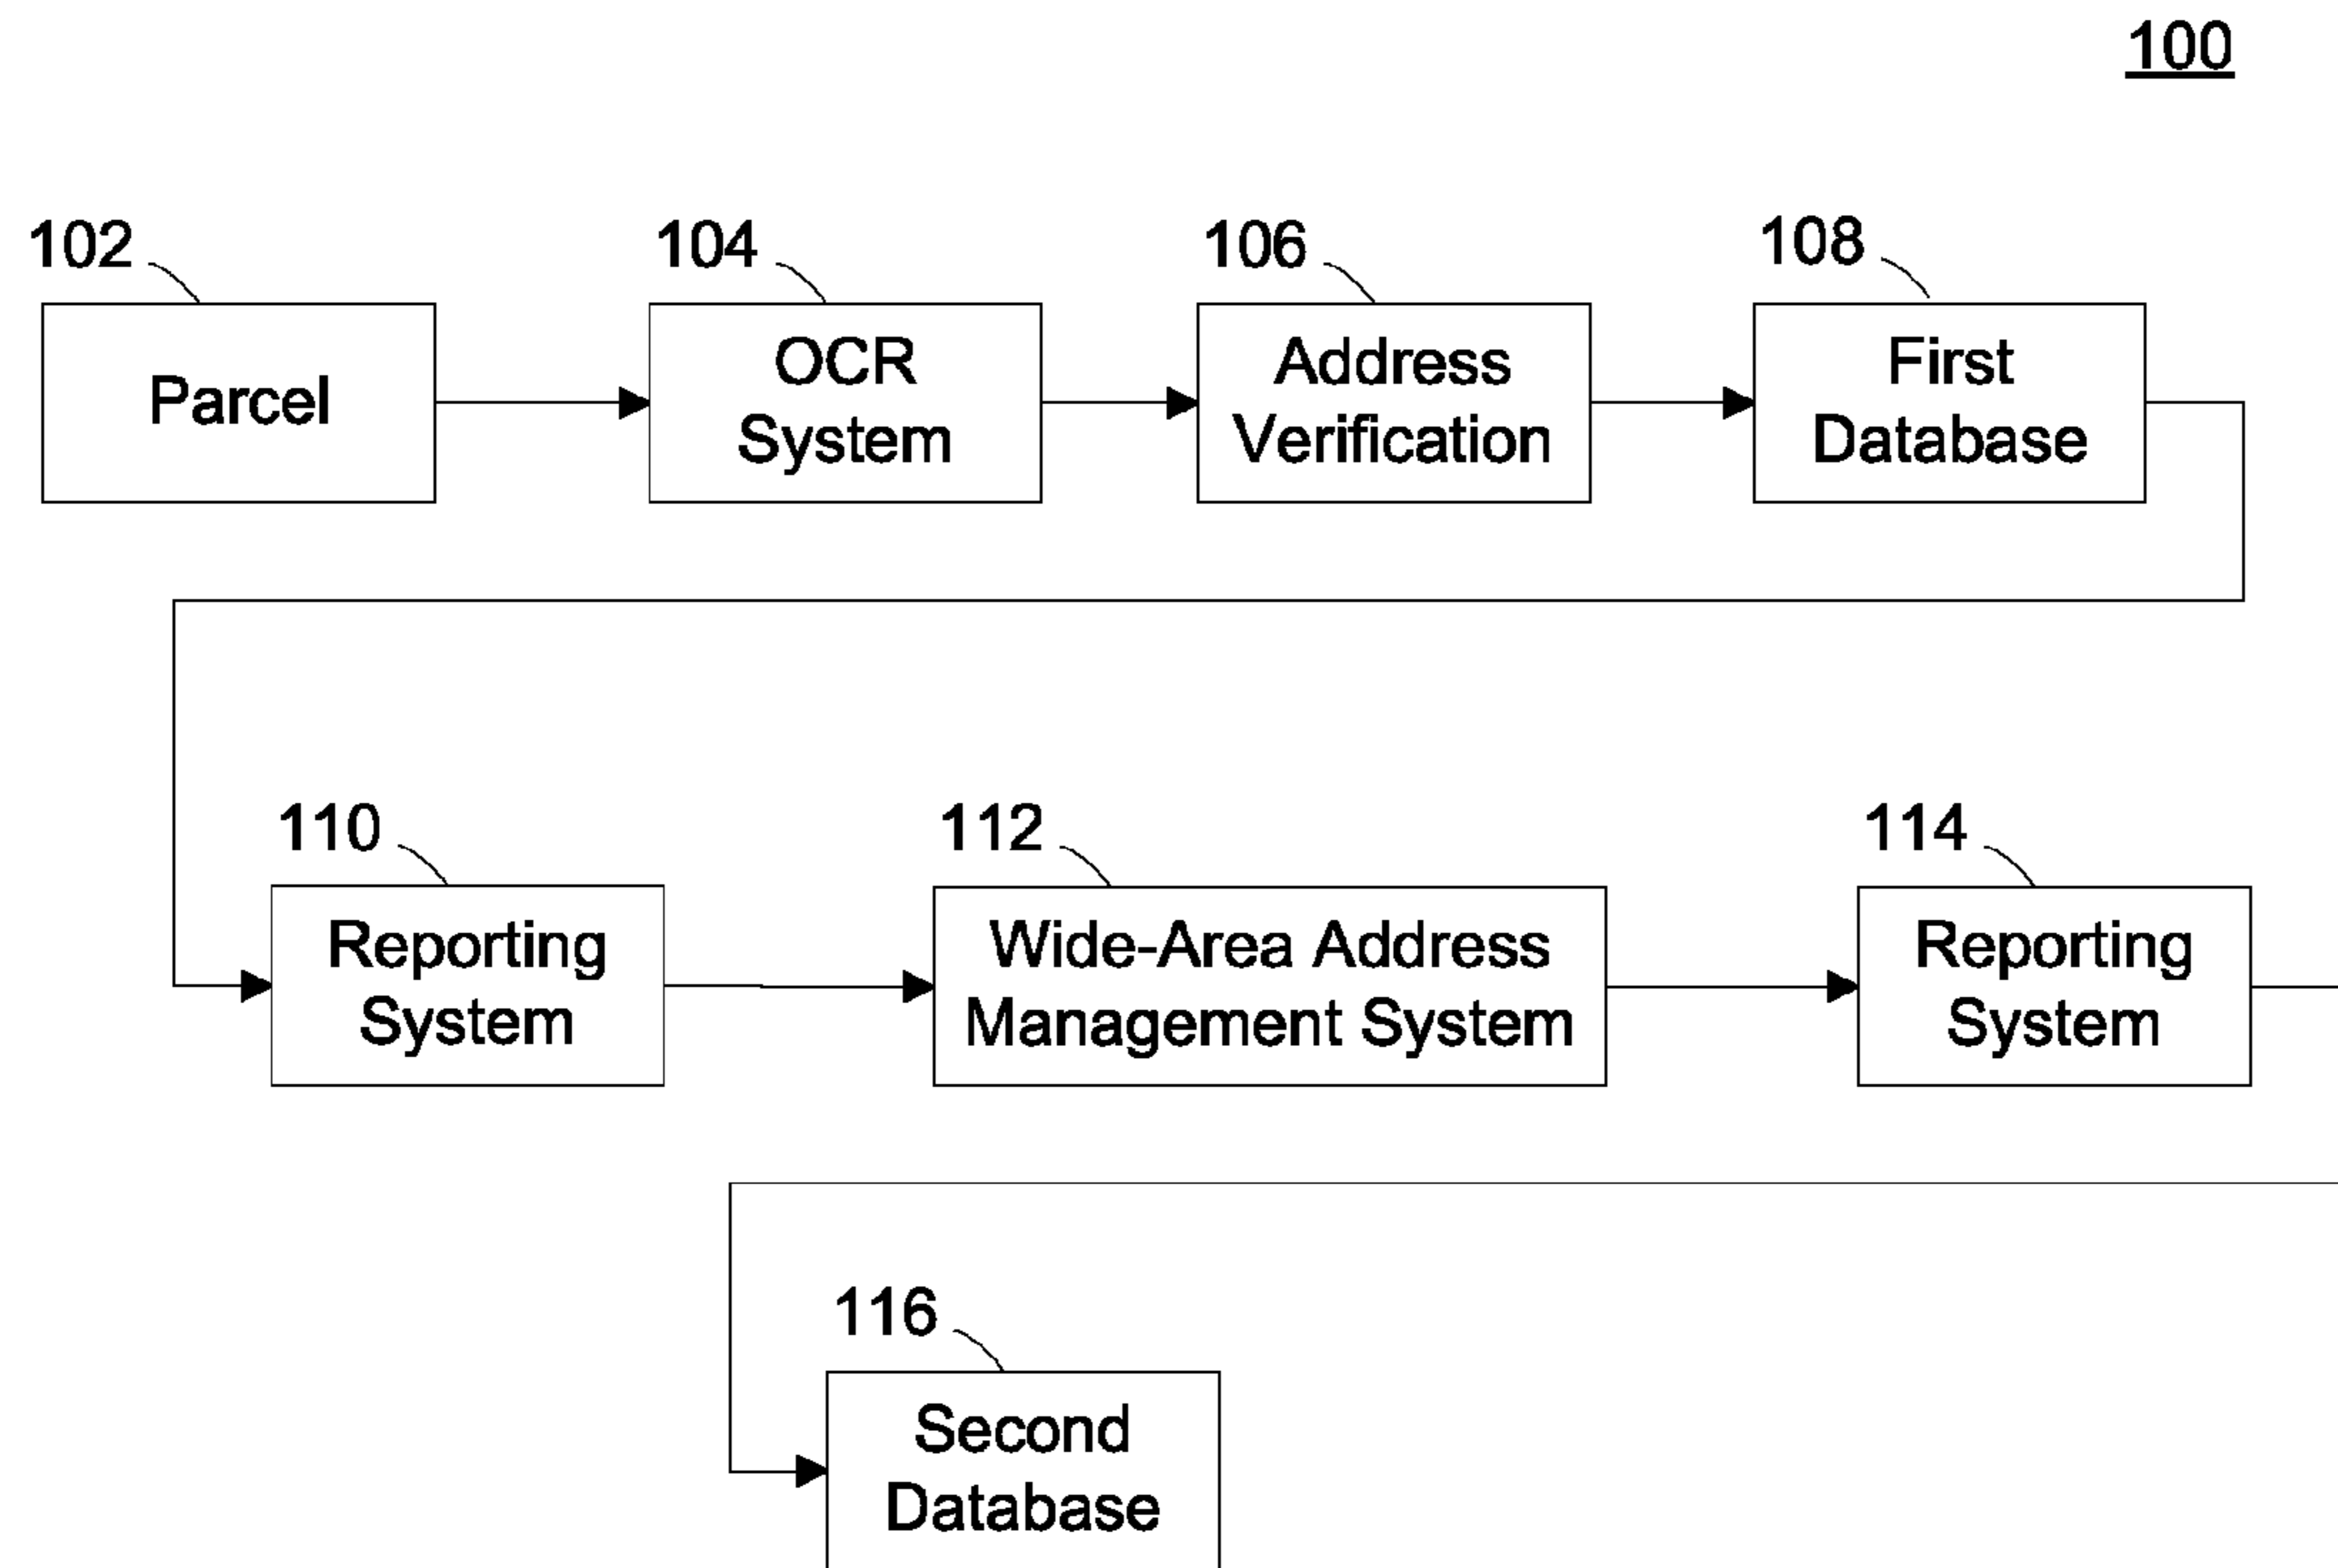 100
102
104
106
108
Parcel
OCR
System
Address
Verification
First
Database
110
112
114
Reporting
System
Wide-Area Address
Management System
Reporting
System
116
Second
Database